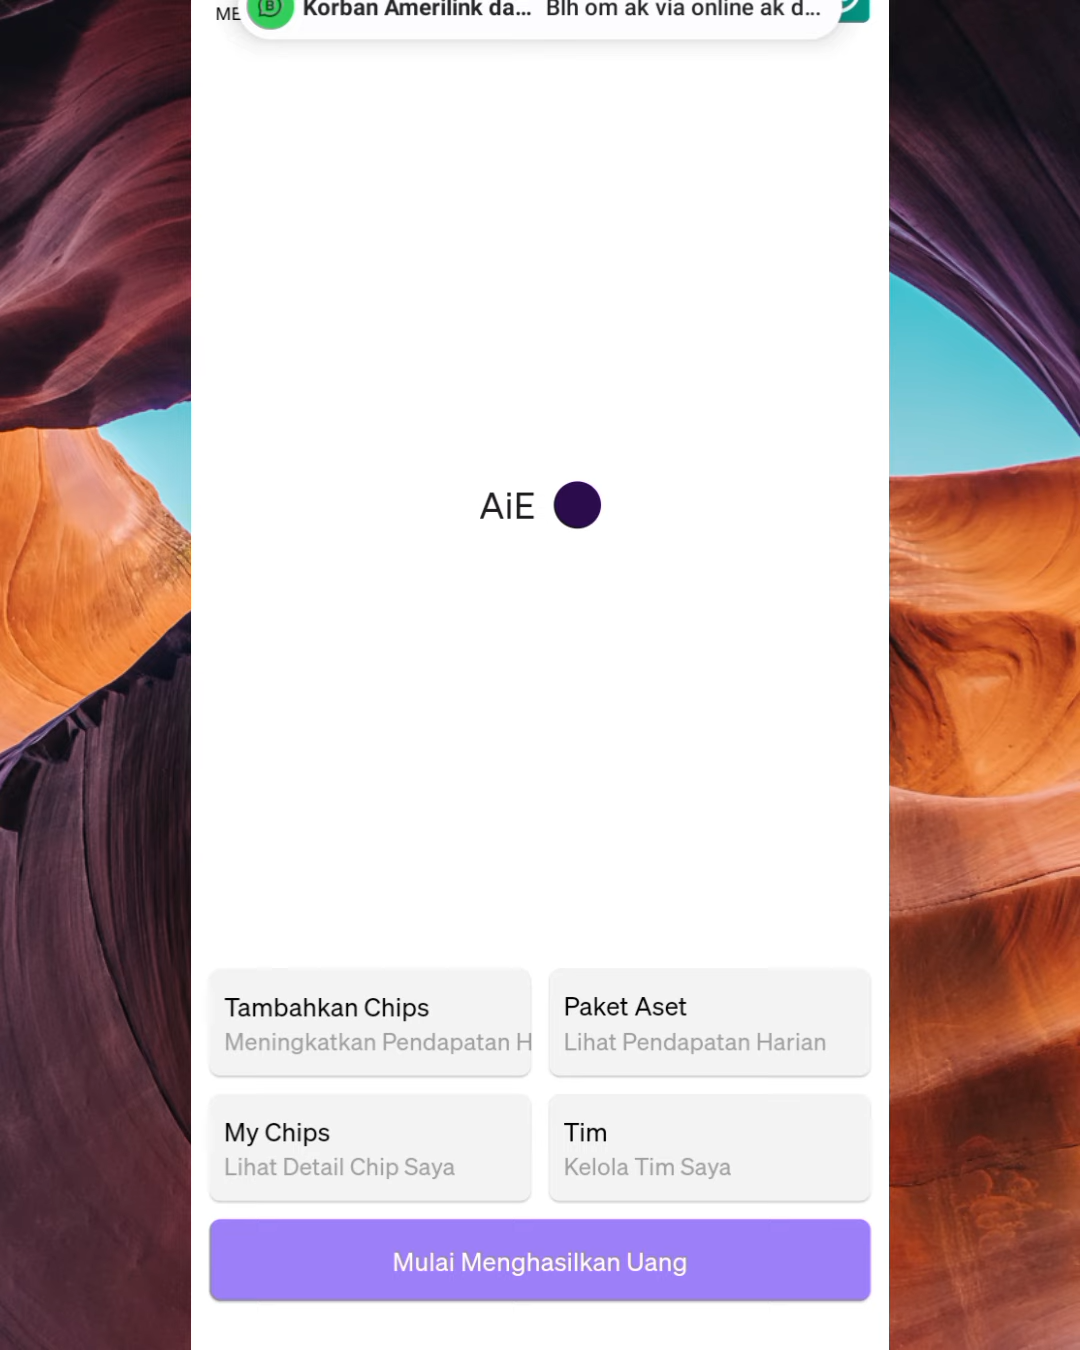 Korban Amerilink da... Blh om ak via online ak d...
ME
AiE
Tambahkan Chips
Meningkatkan Pendapatan H
Paket Aset
Lihat Pendapatan Harian
My Chips
Lihat Detail Chip Saya
Tim
Kelola Tim Saya
Mulai Menghasilkan Uang